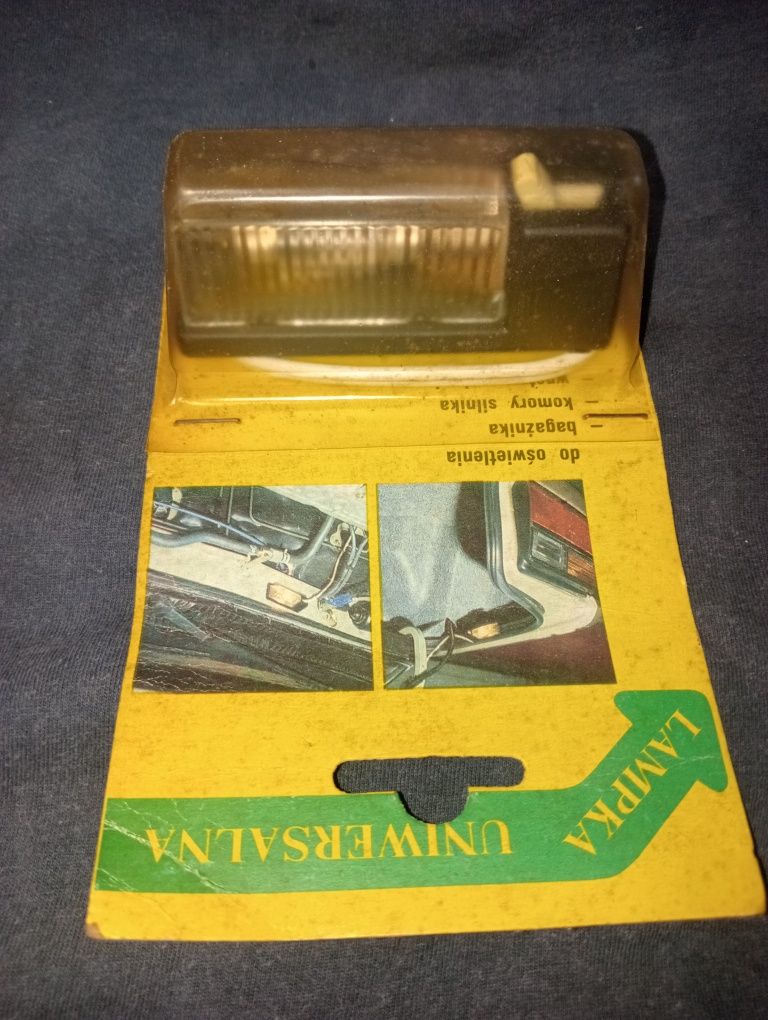 LAMPKA
UNIWERSALNA
do oświetlenia
— bagażnika
— komory silnika
—